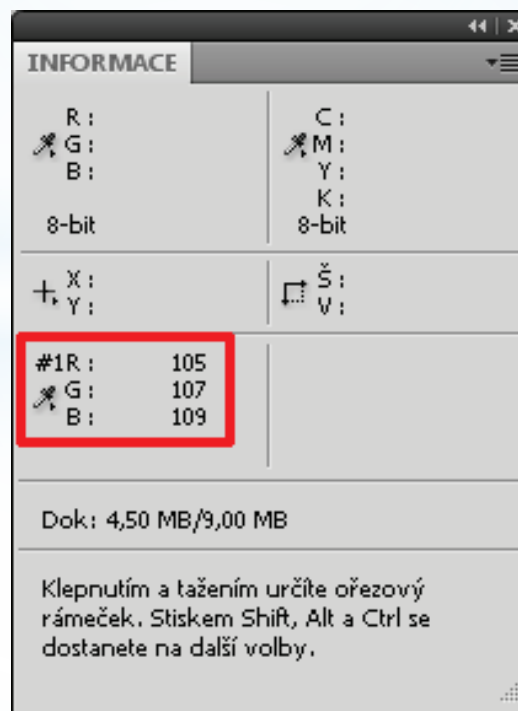 INFORMACE
R :
G :
B :
8-bit
C :
M :
Y :
K :
8-bit
X :
Y :
Š :
V :
#1R : 105
G : 107
B : 109
Dok: 4,50 MB/9,00 MB
Klepnutím a tažením určíte ořezový
rámeček. Stiskem Shift, Alt a Ctrl se
dostanete na další volby.